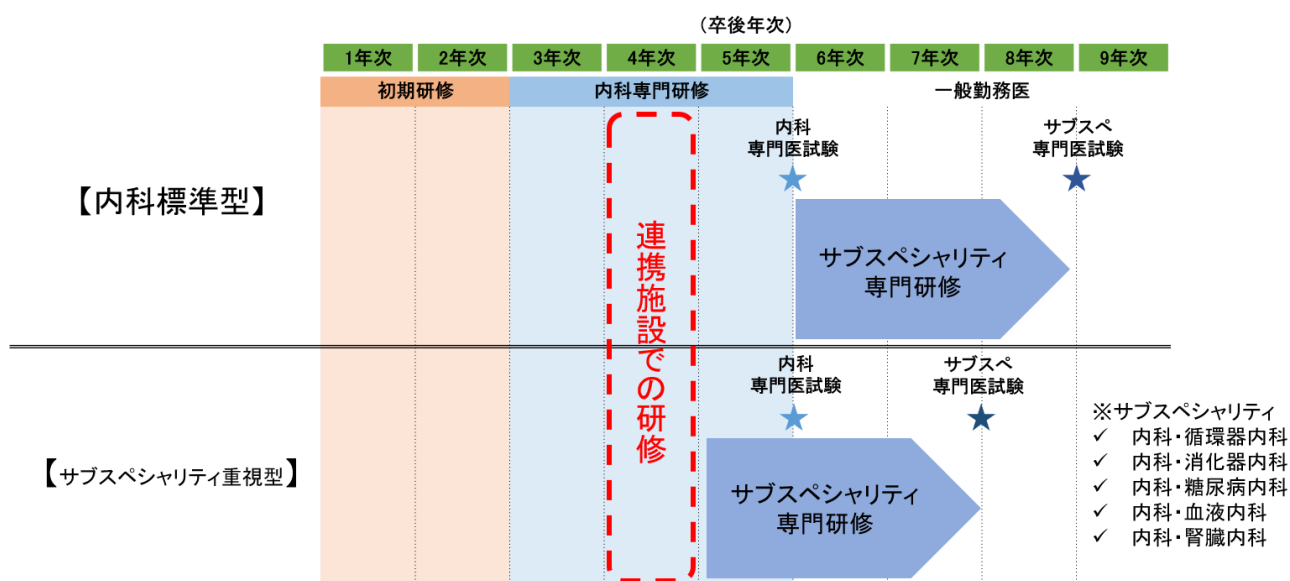 (卒後年次)
1年次 2年次 3年次 4年次 5年次 6年次 7年次 8年次 9年次
初期研修 内科専門研修 一般勤務医
内科
専門医試験
サブスペ
専門医試験
【内科標準型】
サブスペシャリティ
専門研修
連携施設での研修
内科
専門医試験
サブスペ
専門医試験
【サブスペシャリティ重視型】
サブスペシャリティ
専門研修
※サブスペシャリティ
✓ 内科・循環器内科
✓ 内科・消化器内科
✓ 内科・糖尿病内科
✓ 内科・血液内科
✓ 内科・腎臓内科